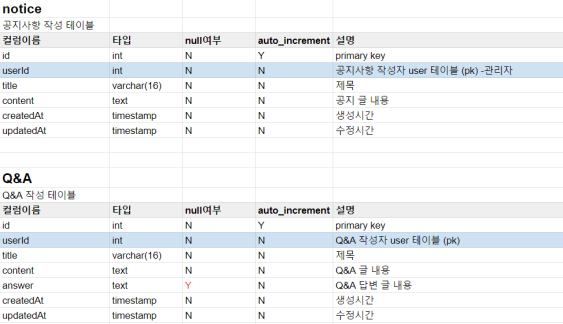 notice
공지사항 작성 테이블
컬럼이름 타입 null여부 auto_increment 설명
id int N Y primary key
userId int N N 공지사항 작성자 user 테이블 (pk) -관리자
title varchar(16) N N 제목
content text N N 공지 글 내용
createdAt timestamp N N 생성시간
updatedAt timestamp N N 수정시간
Q&A
Q&A 작성 테이블
컬럼이름 타입 null여부 auto_increment 설명
id int N Y primary key
userId int N N Q&A 작성자 user 테이블 (pk)
title varchar(16) N N 제목
content text N N Q&A 글 내용
answer text Y N Q&A 답변 글 내용
createdAt timestamp N N 생성시간
updatedAt timestamp N N 수정시간